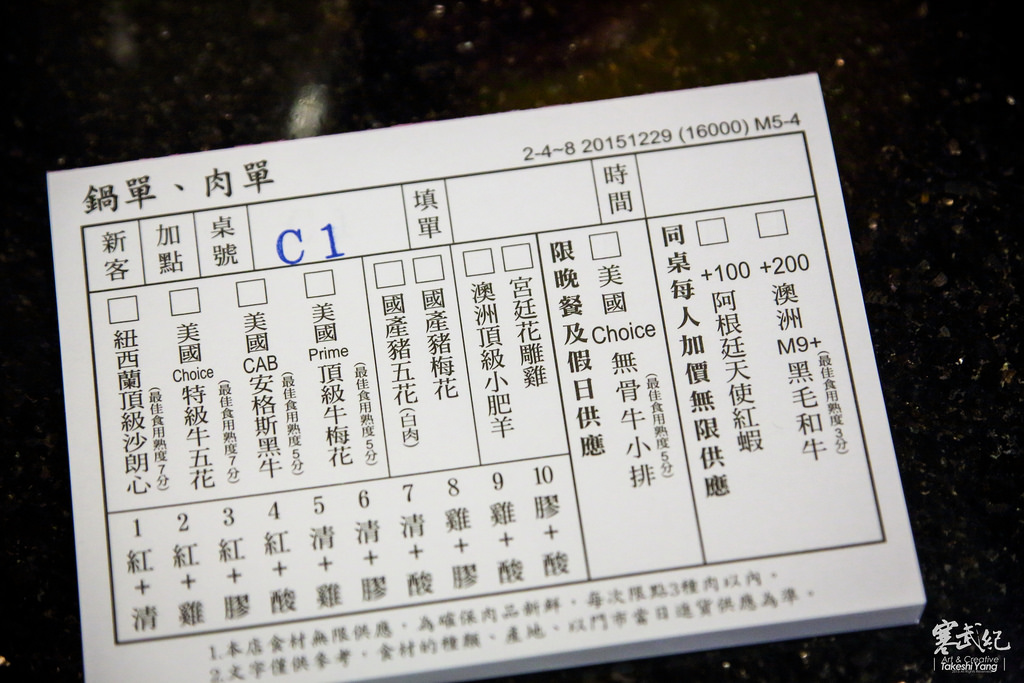 2-4~8 20151229 (16000) M5-4
鍋單、肉單
新客
加點
桌號
C1
填單
時間
紐西蘭頂級沙朗心
(最佳食用熟度7分)
美國Choice特級牛五花
(最佳食用熟度7分)
美國CAB安格斯黑牛
(最佳食用熟度5分)
美國Prime頂級牛梅花
(最佳食用熟度5分)
國產豬五花(白肉)
國產豬梅花
澳洲頂級小肥羊
宮廷花雕雞
限晚餐及假日供應
美國Choice無骨牛小排
(最佳食用熟度5分)
同桌每人加價無限供應
+100阿根廷天使紅蝦
+200澳洲M9+黑毛和牛
(最佳食用熟度3分)
1 紅+清
2 紅+雞
3 紅+膠
4 紅+酸
5 清+雞
6 清+膠
7 清+酸
8 雞+膠
9 雞+酸
10 膠+酸
1.本店食材無限供應，為確保肉品新鮮，每次限點3種肉以內。
2.文字僅供參考，食材的種類、產地、以門市當日進貨供應為準。
寒武紀
Art & Creative
TakeshiYang